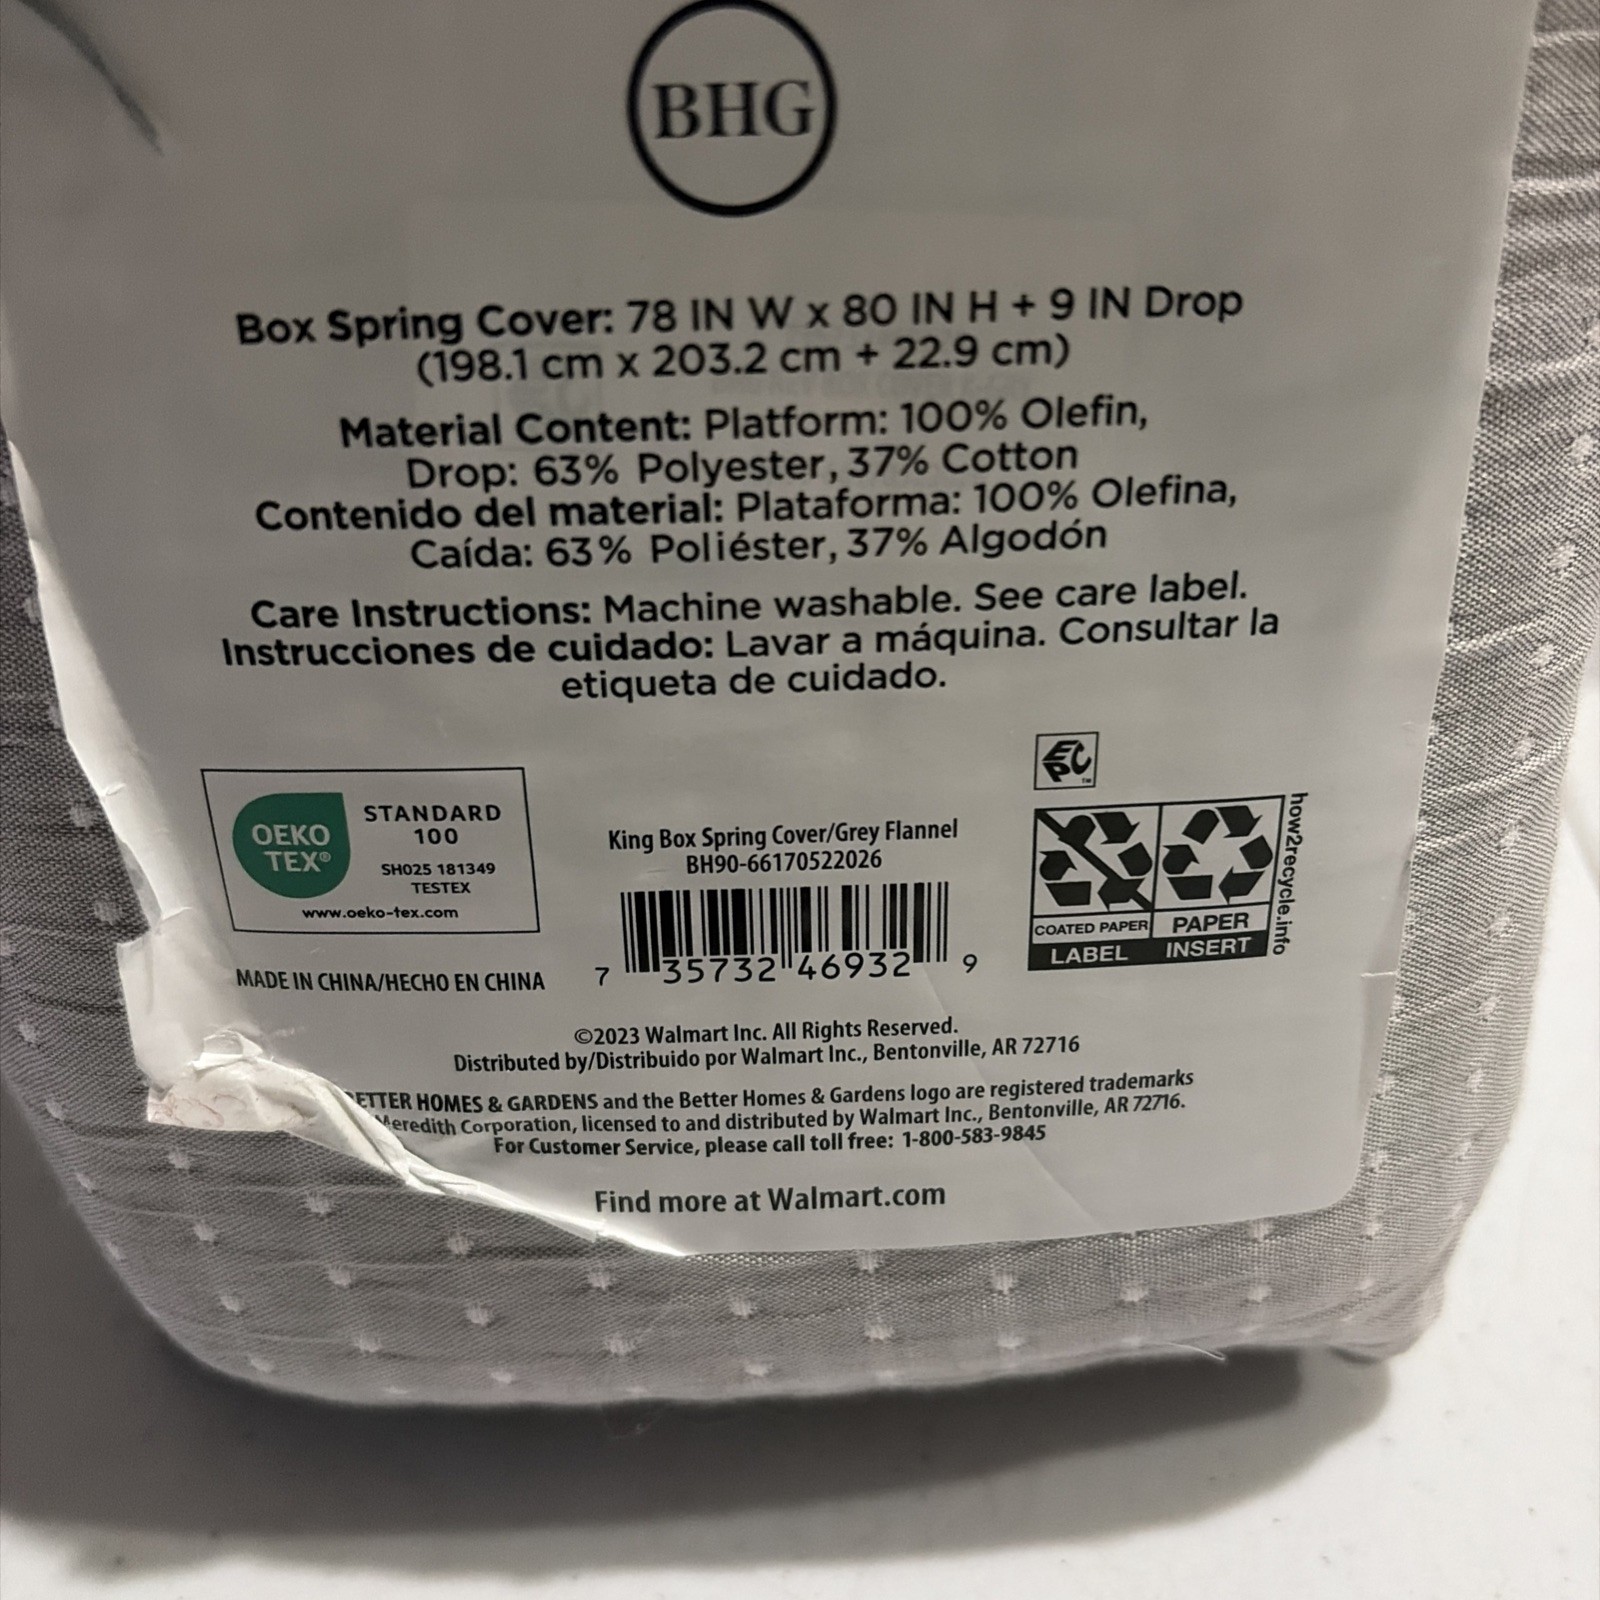 BHG
Box Spring Cover: 78 IN W x 80 IN H + 9 IN Drop
(198.1 cm x 203.2 cm + 22.9 cm)
Material Content: Platform: 100% Olefin,
Drop: 63% Polyester, 37% Cotton
Contenido del material: Plataforma: 100% Olefina,
Caída: 63% Poliéster, 37% Algodón
Care Instructions: Machine washable. See care label.
Instrucciones de cuidado: Lavar a máquina. Consultar la
etiqueta de cuidado.
OEKO
TEX®
STANDARD
100
SH025 181349
TESTEX
www.oeko-tex.com
MADE IN CHINA/HECHO EN CHINA
King Box Spring Cover/Grey Flannel
BH90-66170522026
7 35732 46932 9
EPC™
COATED PAPER
LABEL
PAPER
INSERT
how2recycle.info
©2023 Walmart Inc. All Rights Reserved.
Distributed by/Distribuido por Walmart Inc., Bentonville, AR 72716
ETTER HOMES & GARDENS and the Better Homes & Gardens logo are registered trademarks
Meredith Corporation, licensed to and distributed by Walmart Inc., Bentonville, AR 72716.
For Customer Service, please call toll free: 1-800-583-9845
Find more at Walmart.com